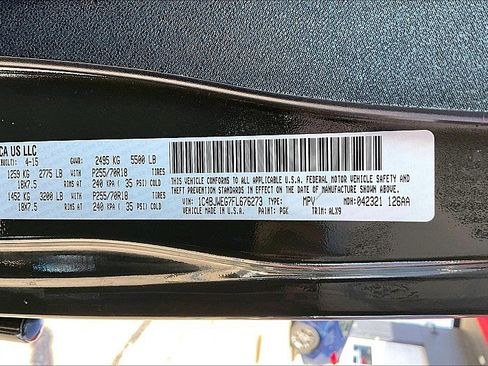 CA US LLC
BUILT: 4-15 GVWR: 2495 KG 5500 LB
1259 KG 2775 LB WITH P255/70R18 TIRES
18X7.5 RIMS AT 240 KPA ( 35 PSI) COLD
1452 KG 3200 LB WITH P255/70R18 TIRES
18X7.5 RIMS AT 240 KPA ( 35 PSI) COLD
THIS VEHICLE CONFORMS TO ALL APPLICABLE U.S.A. FEDERAL MOTOR VEHICLE SAFETY AND
THEFT PREVENTION STANDARDS IN EFFECT ON THE DATE OF MANUFACTURE SHOWN ABOVE.
VIN: 1C4BJWEG7FL676273 TYPE: MPV MDH: 042321 126AA
VEHICLE MADE IN U.S.A. PAINT: PGK TRIM: ALX9